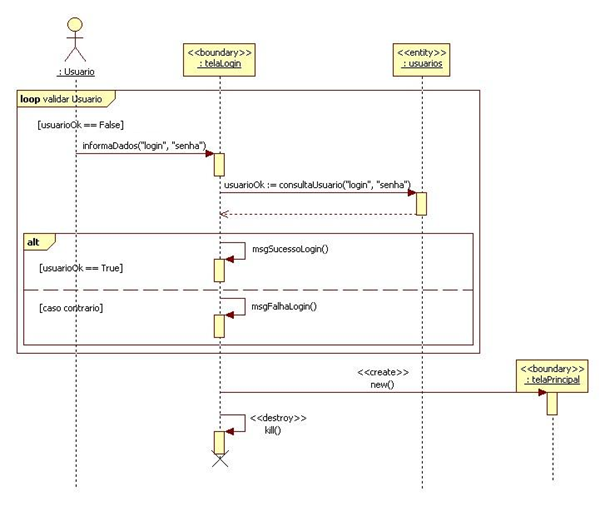 <<boundary>>
<<entity>>
: Usuario
: telaLogin
: usuarios
loop validar Usuario
[usuarioOk == False]
informaDados("login", "senha")
usuarioOk := consultaUsuario("login", "senha")
alt
msgSucessoLogin()
[usuarioOk == True]
[caso contrario]
msgFalhaLogin()
<<create>>
new()
<<boundary>>
: telaPrincipal
<<destroy>>
kill()